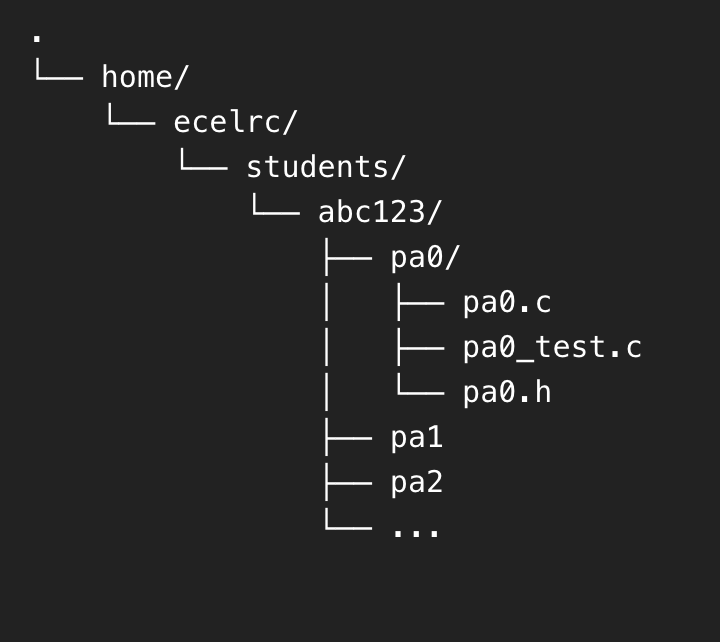 .
└── home/
    └── ecelrc/
        └── students/
            └── abc123/
                ├── pa0/
                │   ├── pa0.c
                │   ├── pa0_test.c
                │   └── pa0.h
                ├── pa1
                ├── pa2
                └── ...